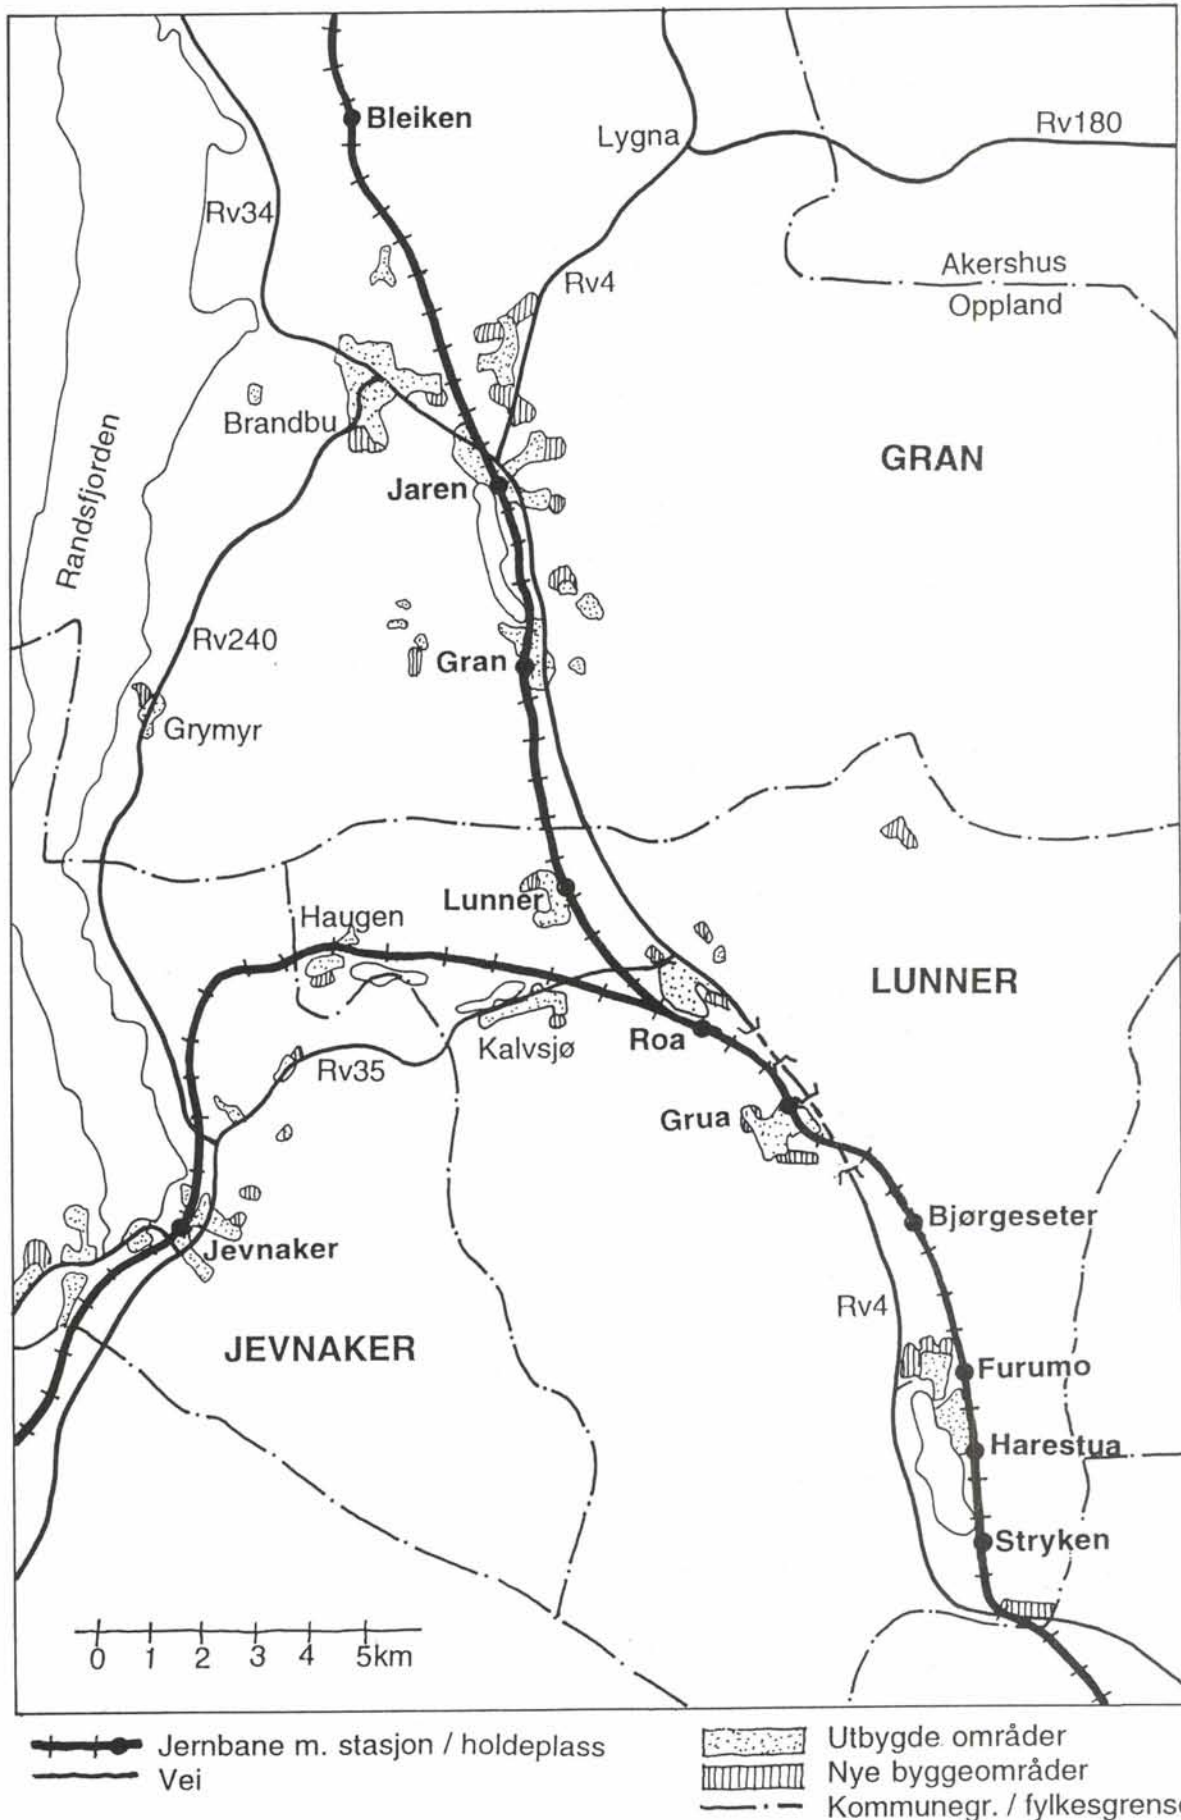 Bleiken
Lygna
Rv180
Rv34
Akershus
Oppland
Rv4
Brandbu
Randsfjorden
GRAN
Jaren
Rv240
Gran
Grymyr
Lunner
Haugen
LUNNER
Roa
Kalvsjø
Rv35
Grua
Bjørgeseter
Jevnaker
Rv4
JEVNAKER
Furumo
Harestua
Stryken
0 1 2 3 4 5km
Jernbane m. stasjon / holdeplass
Vei
Utbygde områder
Nye byggeområder
Kommunegr. / fylkesgrense